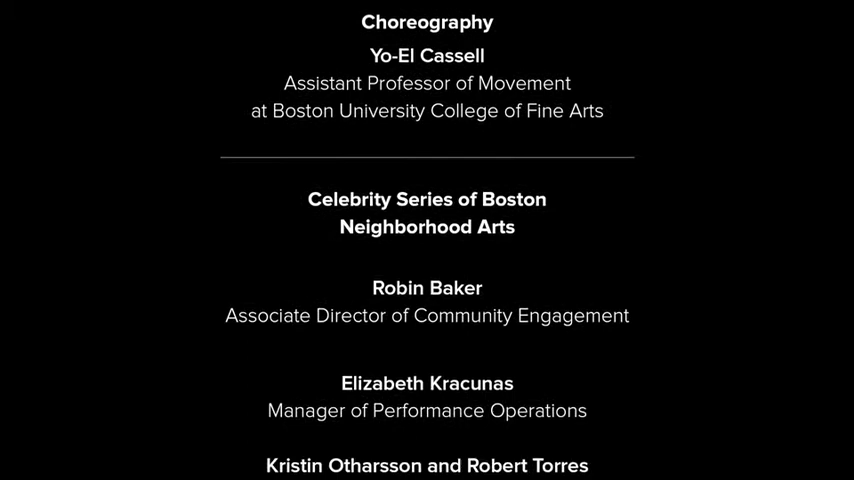 Choreography
Yo-El Cassell
Assistant Professor of Movement
at Boston University College of Fine Arts
Celebrity Series of Boston
Neighborhood Arts
Robin Baker
Associate Director of Community Engagement
Elizabeth Kracunas
Manager of Performance Operations
Kristin Otharsson and Robert Torres